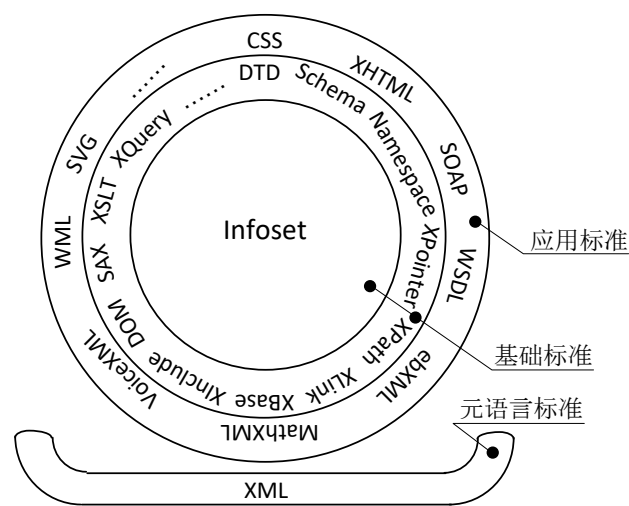 CSS
XHTML
SOAP
WSDL
ebXML
MathXML
VoiceXML
WML
SVG
……
DTD
Schema
Namespace
XPointer
XPath
XLink
XBase
XInclude
DOM
SAX
XSLT
XQuery
……
Infoset
应用标准
基础标准
元语言标准
XML